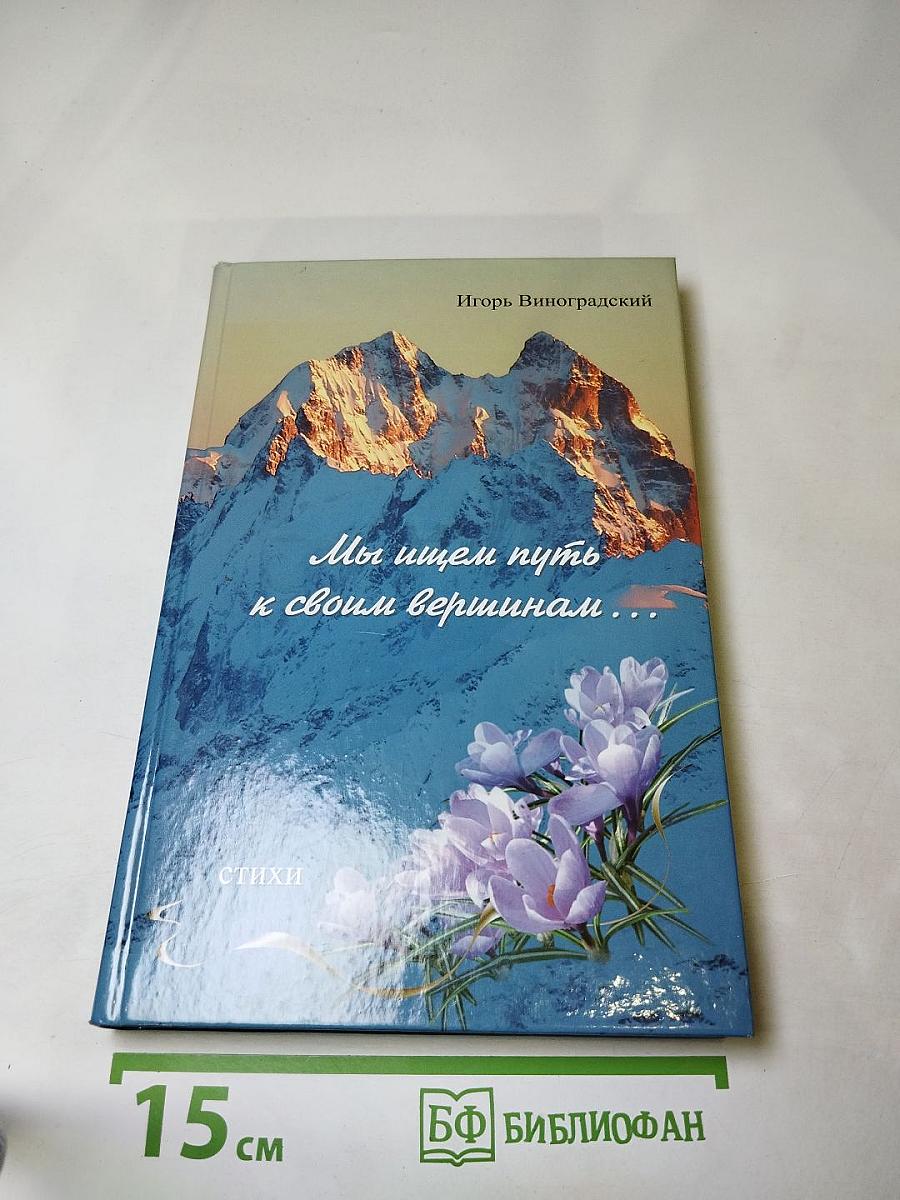 Игорь Виноградский
Мы ищем путь
к своим вершинам...
стихи
15 см
БФ БИБЛИОФАН